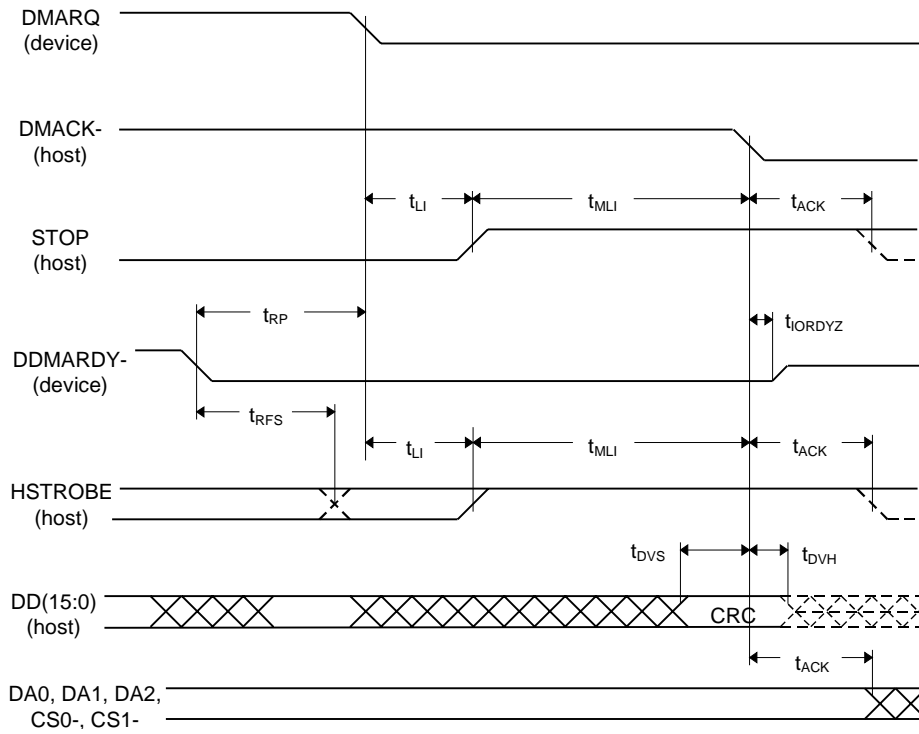 DMARQ
(device)
DMACK-
(host)
tLI
tMLI
tACK
STOP
(host)
tRP
tIORDYZ
DDMARDY-
(device)
tRFS
tLI
tMLI
tACK
HSTROBE
(host)
tDVS
tDVH
DD(15:0)
(host)
CRC
tACK
DA0, DA1, DA2,
CS0-, CS1-